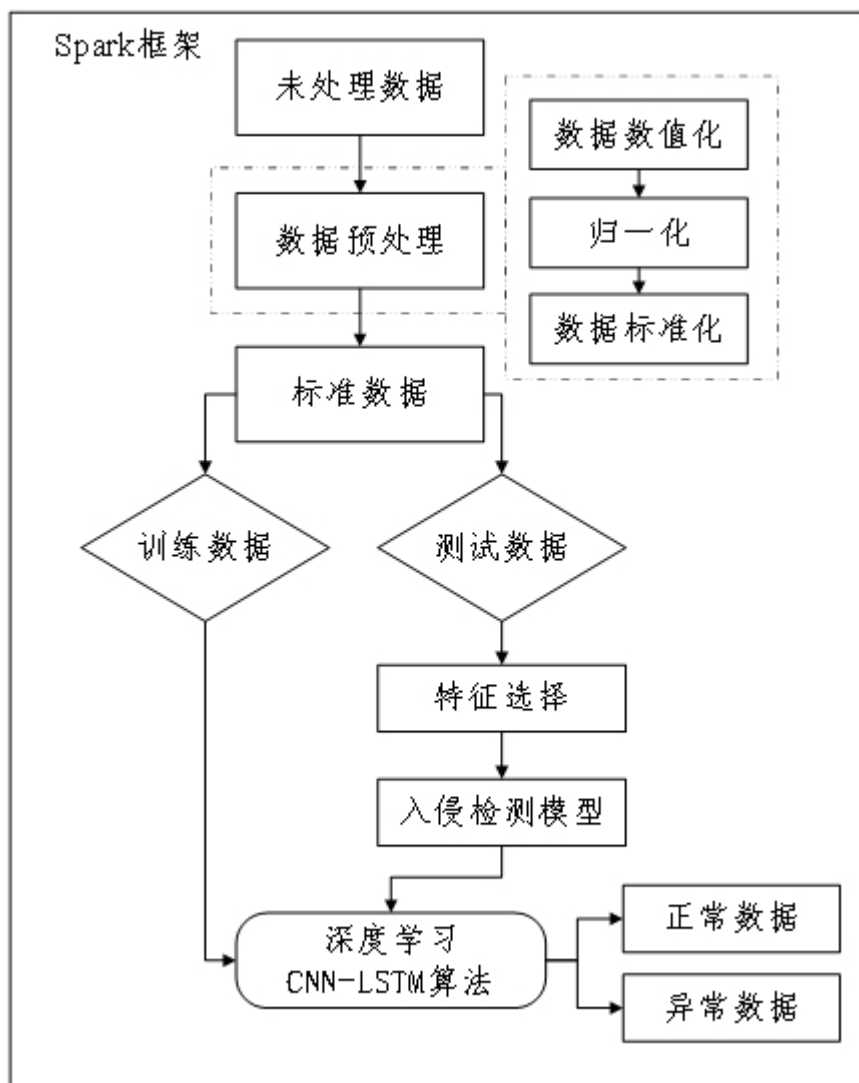 Spark框架
未处理数据
数据预处理
数据数值化
归一化
数据标准化
标准数据
训练数据
测试数据
特征选择
入侵检测模型
深度学习
CNN-LSTM算法
正常数据
异常数据